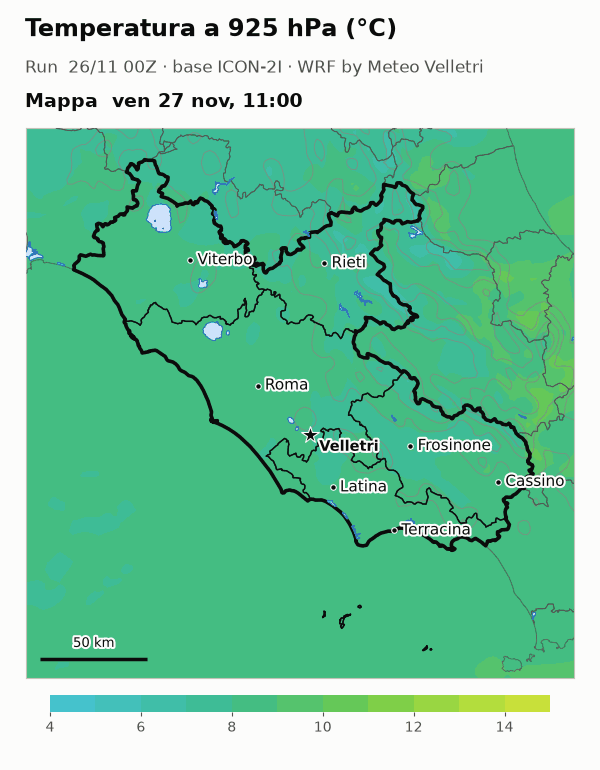 Temperatura a 925 hPa (°C)
Run  26/11 00Z · base ICON-2I · WRF by Meteo Velletri
Mappa  ven 27 nov, 11:00
Viterbo
Rieti
Roma
Velletri
Frosinone
Cassino
Latina
Terracina
50 km
4 6 8 10 12 14